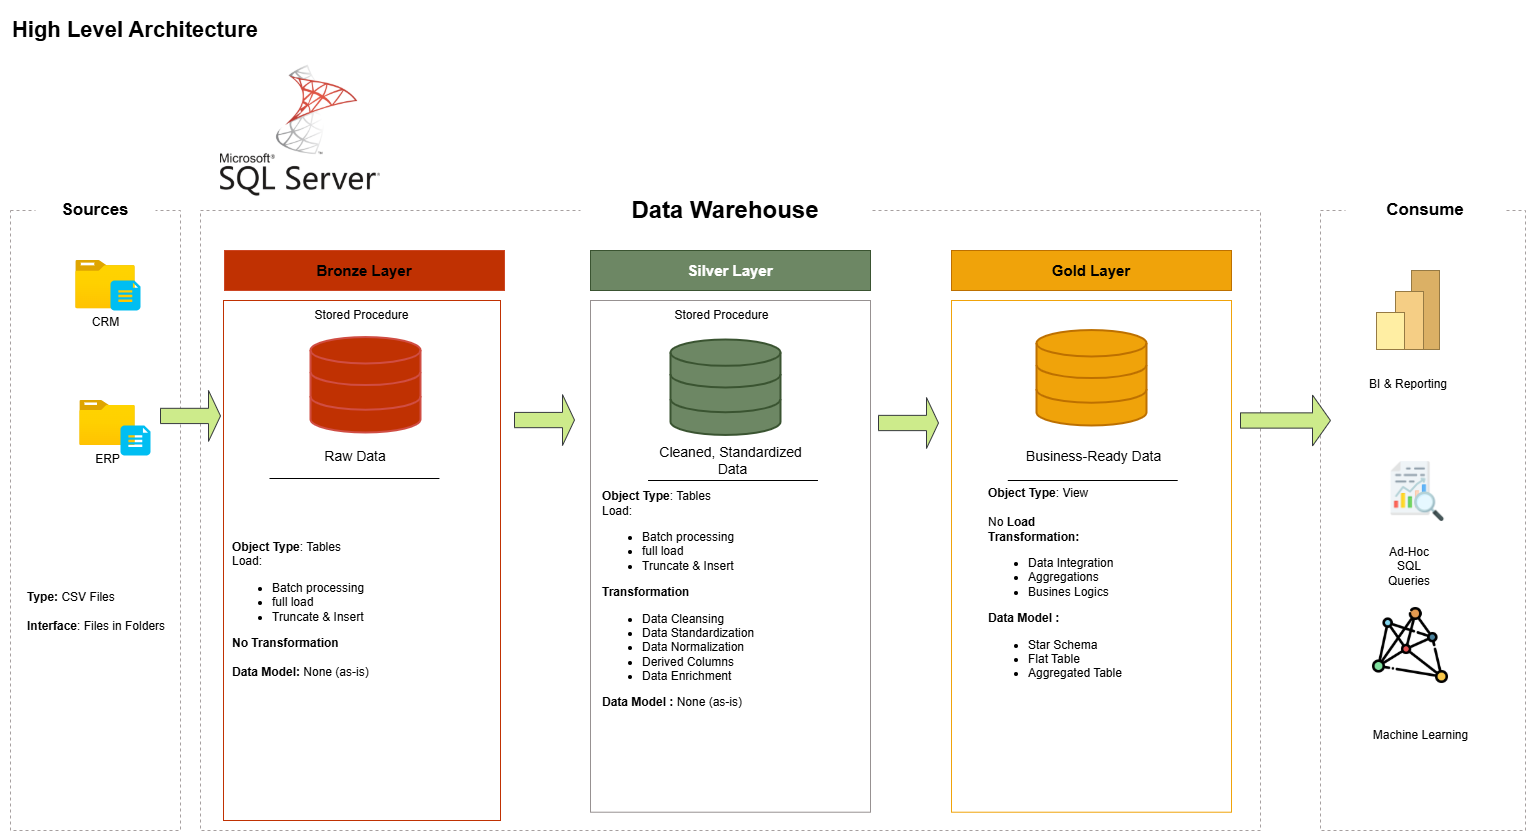 High Level Architecture
Microsoft®
SQL Server®
Sources
Data Warehouse
Consume
CRM
ERP
Type: CSV Files
Interface: Files in Folders
Bronze Layer
Stored Procedure
Raw Data
Object Type: Tables
Load:
• Batch processing
• full load
• Truncate & Insert
No Transformation
Data Model: None (as-is)
Silver Layer
Stored Procedure
Cleaned, Standardized
Data
Object Type: Tables
Load:
• Batch processing
• full load
• Truncate & Insert
Transformation
• Data Cleansing
• Data Standardization
• Data Normalization
• Derived Columns
• Data Enrichment
Data Model : None (as-is)
Gold Layer
Business-Ready Data
Object Type: View
No Load
Transformation:
• Data Integration
• Aggregations
• Busines Logics
Data Model :
• Star Schema
• Flat Table
• Aggregated Table
BI & Reporting
Ad-Hoc
SQL
Queries
Machine Learning